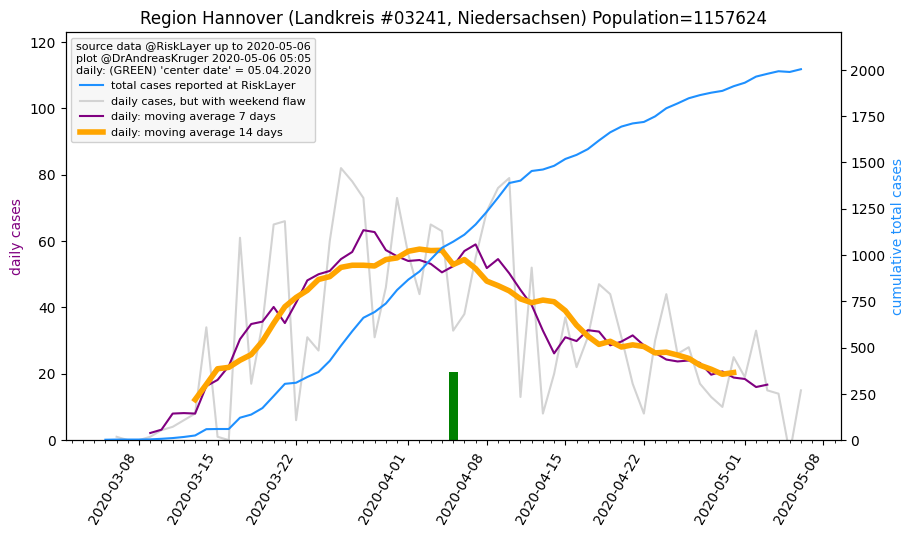 Region Hannover (Landkreis #03241, Niedersachsen) Population=1157624
source data @RiskLayer up to 2020-05-06
plot @DrAndreasKruger 2020-05-06 05:05
daily: (GREEN) 'center date' = 05.04.2020
total cases reported at RiskLayer
daily cases, but with weekend flaw
daily: moving average 7 days
daily: moving average 14 days
daily cases
120
100
80
60
40
20
0
cumulative total cases
2000
1750
1500
1250
1000
750
500
250
0
2020-03-08
2020-03-15
2020-03-22
2020-04-01
2020-04-08
2020-04-15
2020-04-22
2020-05-01
2020-05-08